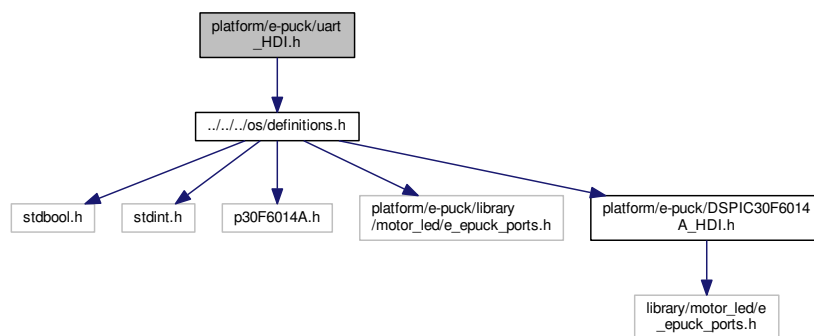 platform/e-puck/uart
_HDI.h
../../../os/definitions.h
stdbool.h
stdint.h
p30F6014A.h
platform/e-puck/library
/motor_led/e_epuck_ports.h
platform/e-puck/DSPIC30F6014
A_HDI.h
library/motor_led/e
_epuck_ports.h